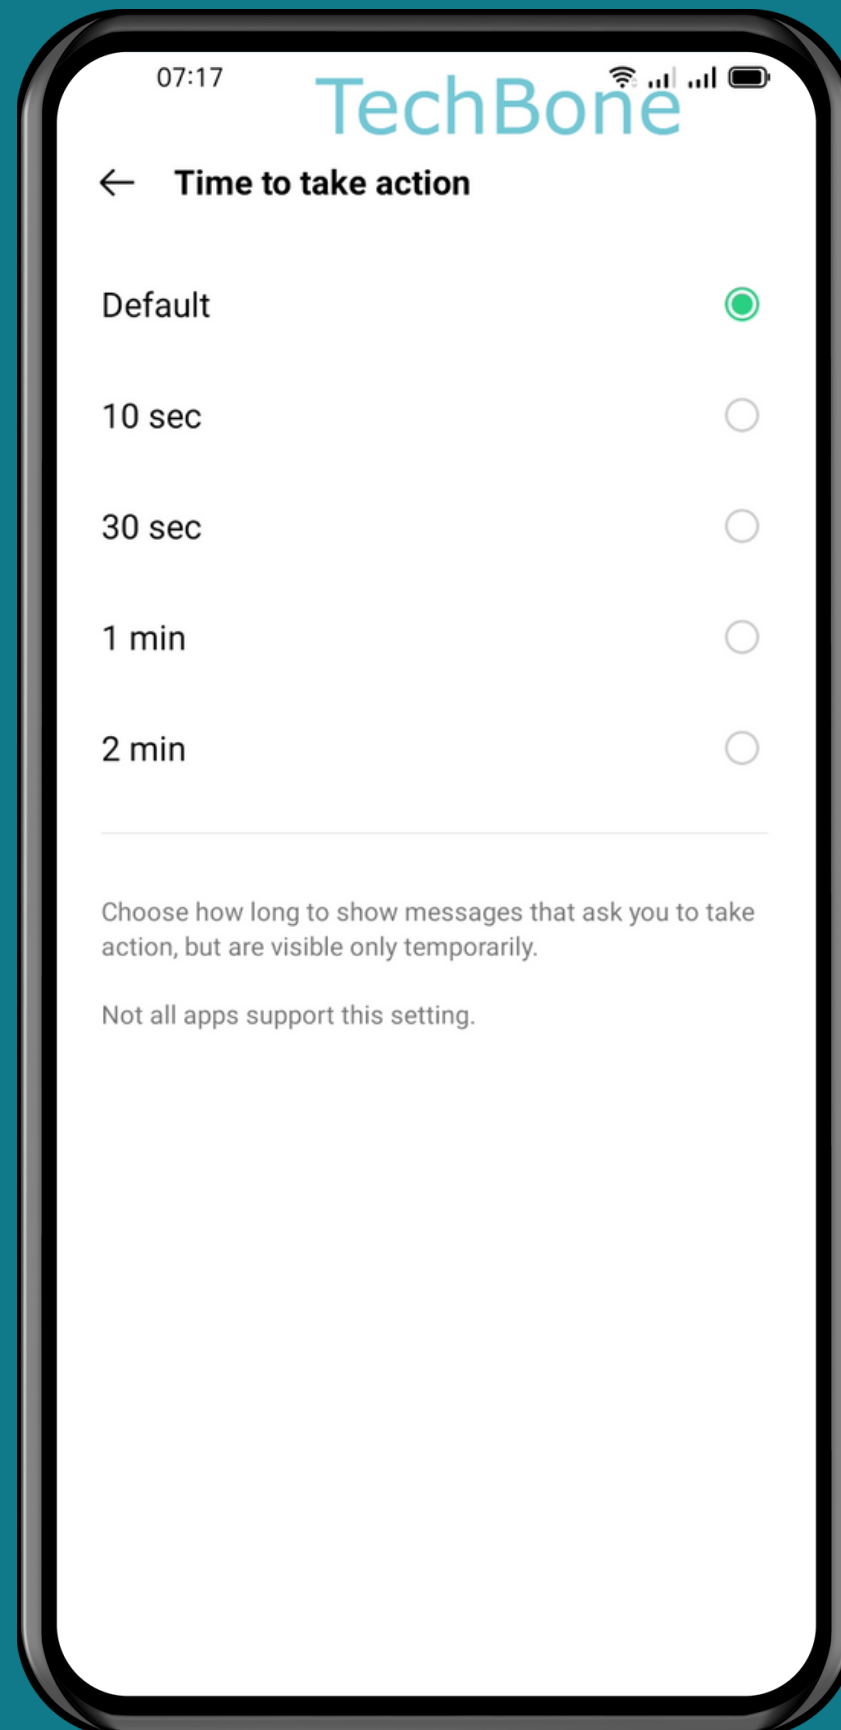 07:17
TechBone
Time to take action
Default
10 sec
30 sec
1 min
2 min
Choose how long to show messages that ask you to take
action, but are visible only temporarily.
Not all apps support this setting.